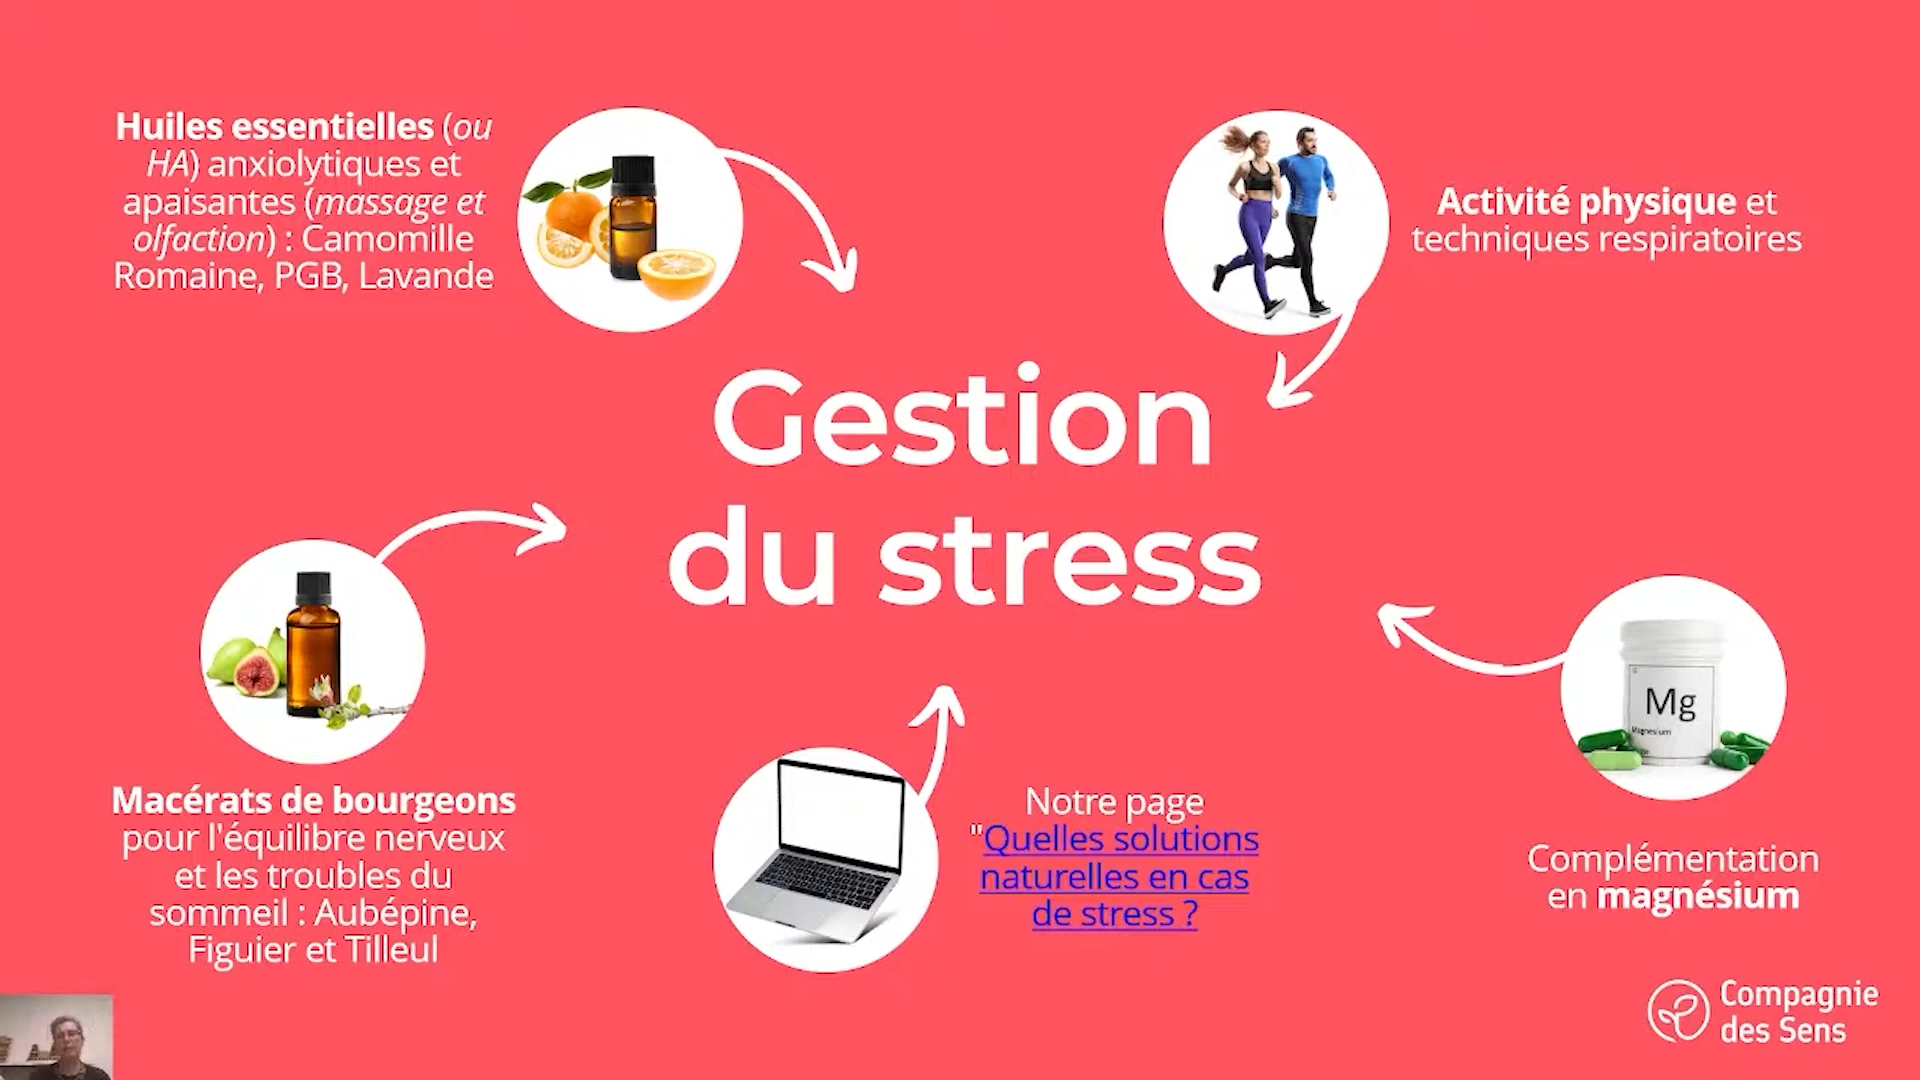 Huiles essentielles (ou
HA) anxiolytiques et
apaisantes (massage et
olfaction) : Camomille
Romaine, PGB, Lavande
Activité physique et
techniques respiratoires
Gestion
du stress
Mg
Magnesium
Macérats de bourgeons
pour l'équilibre nerveux
et les troubles du
sommeil : Aubépine,
Figuier et Tilleul
Notre page
"Quelles solutions
naturelles en cas
de stress ?
Complémentation
en magnésium
Compagnie
des Sens